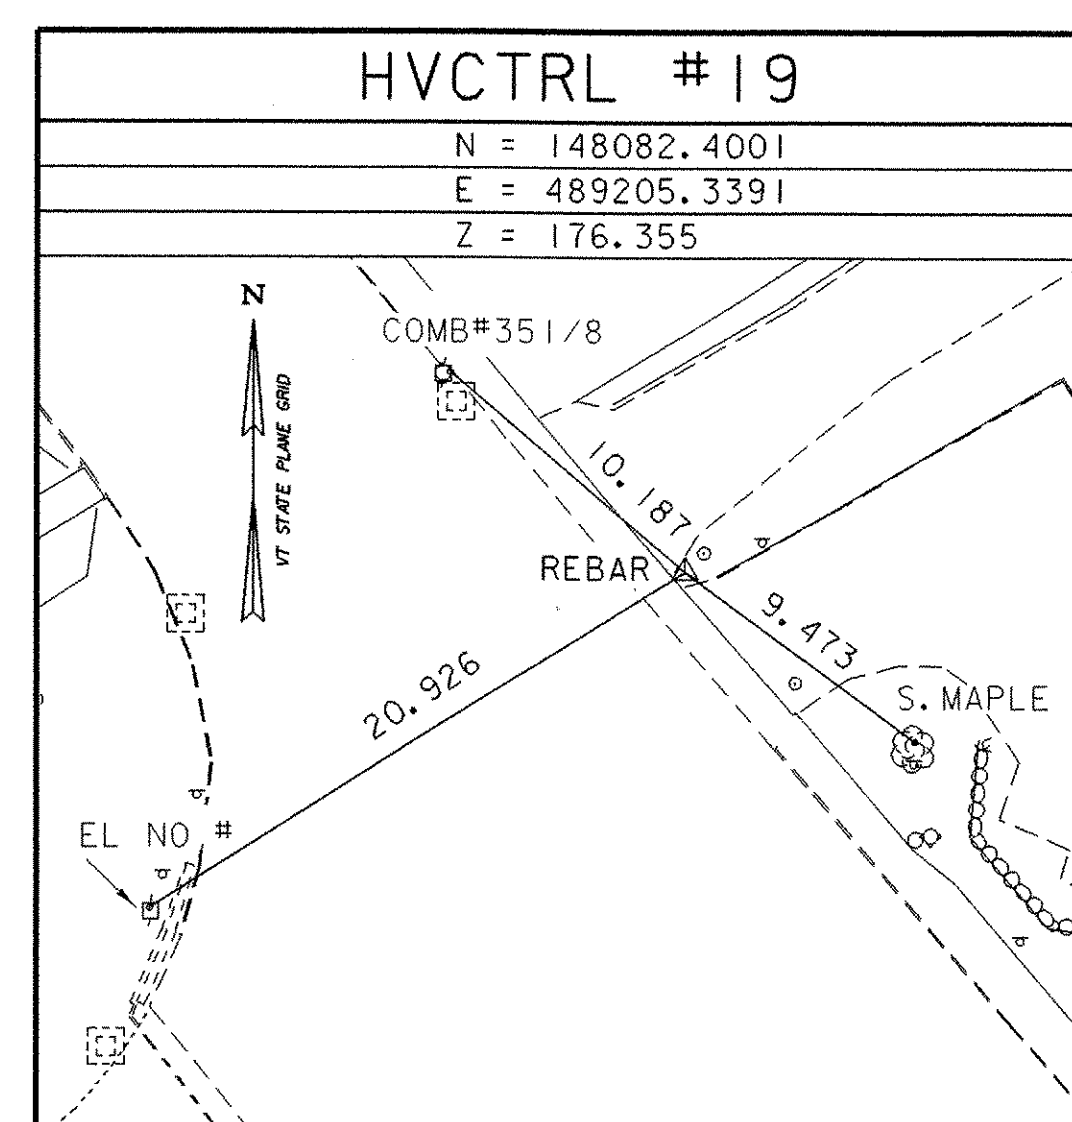 HVCTRL #19
N = 148082.4001
E = 489205.3391
Z = 176.355
N
VT STATE PLANE GRID
COMB#351/8
10.187
REBAR
9.473
20.926
S. MAPLE
EL NO #